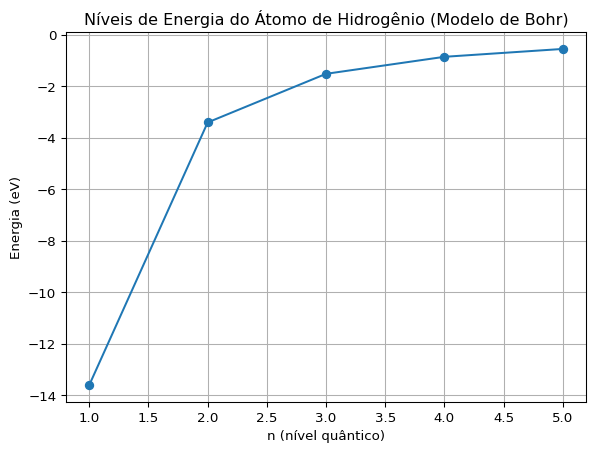 Níveis de Energia do Átomo de Hidrogênio (Modelo de Bohr)
Energia (eV)
0
−2
−4
−6
−8
−10
−12
−14
1.0 1.5 2.0 2.5 3.0 3.5 4.0 4.5 5.0
n (nível quântico)